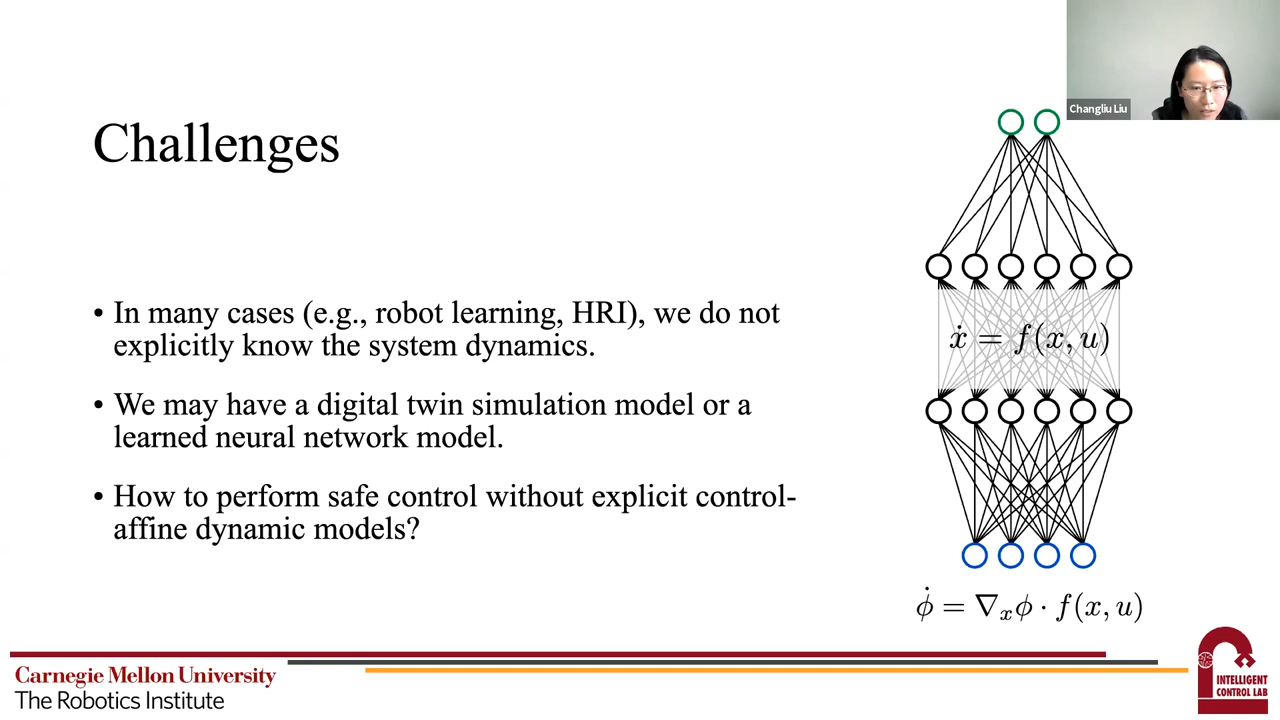 Changliu Liu
Challenges
• In many cases (e.g., robot learning, HRI), we do not
explicitly know the system dynamics.
• We may have a digital twin simulation model or a
learned neural network model.
• How to perform safe control without explicit control-
affine dynamic models?
ẋ = f(x, u)
ϕ̇ = ∇ₓϕ · f(x, u)
Carnegie Mellon University
The Robotics Institute
INTELLIGENT
CONTROL LAB